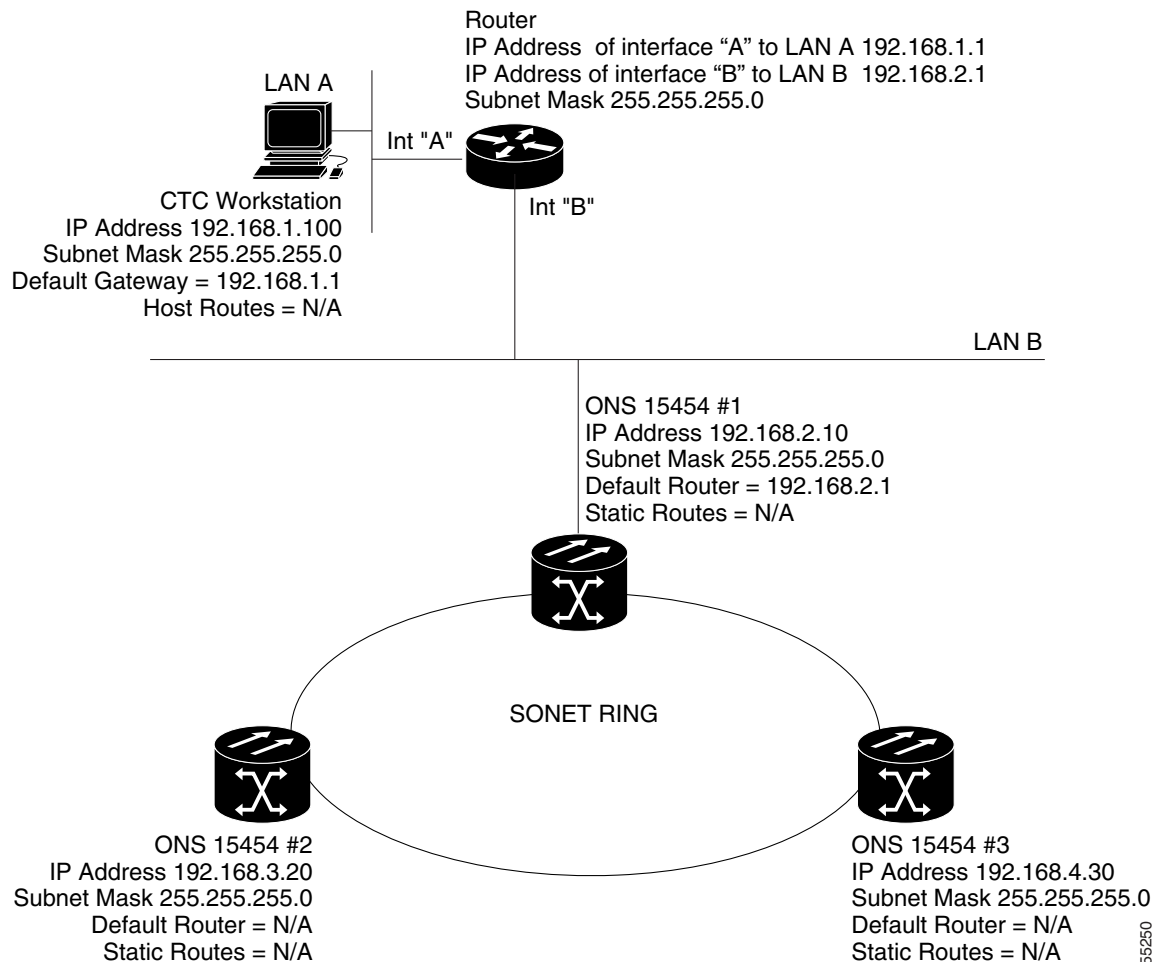 Router
IP Address of interface “A” to LAN A 192.168.1.1
IP Address of interface “B” to LAN B 192.168.2.1
Subnet Mask 255.255.255.0
LAN A
Int "A"
Int "B"
CTC Workstation
IP Address 192.168.1.100
Subnet Mask 255.255.255.0
Default Gateway = 192.168.1.1
Host Routes = N/A
LAN B
ONS 15454 #1
IP Address 192.168.2.10
Subnet Mask 255.255.255.0
Default Router = 192.168.2.1
Static Routes = N/A
SONET RING
ONS 15454 #2
IP Address 192.168.3.20
Subnet Mask 255.255.255.0
Default Router = N/A
Static Routes = N/A
ONS 15454 #3
IP Address 192.168.4.30
Subnet Mask 255.255.255.0
Default Router = N/A
Static Routes = N/A
55250